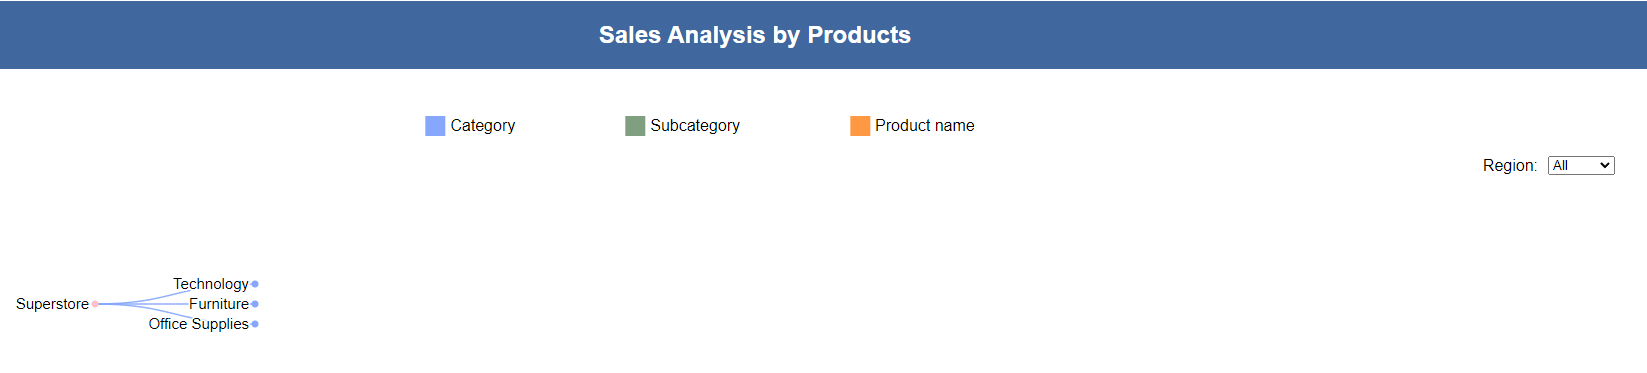 Sales Analysis by Products
Category
Subcategory
Product name
Region:
All
Technology
Superstore
Furniture
Office Supplies